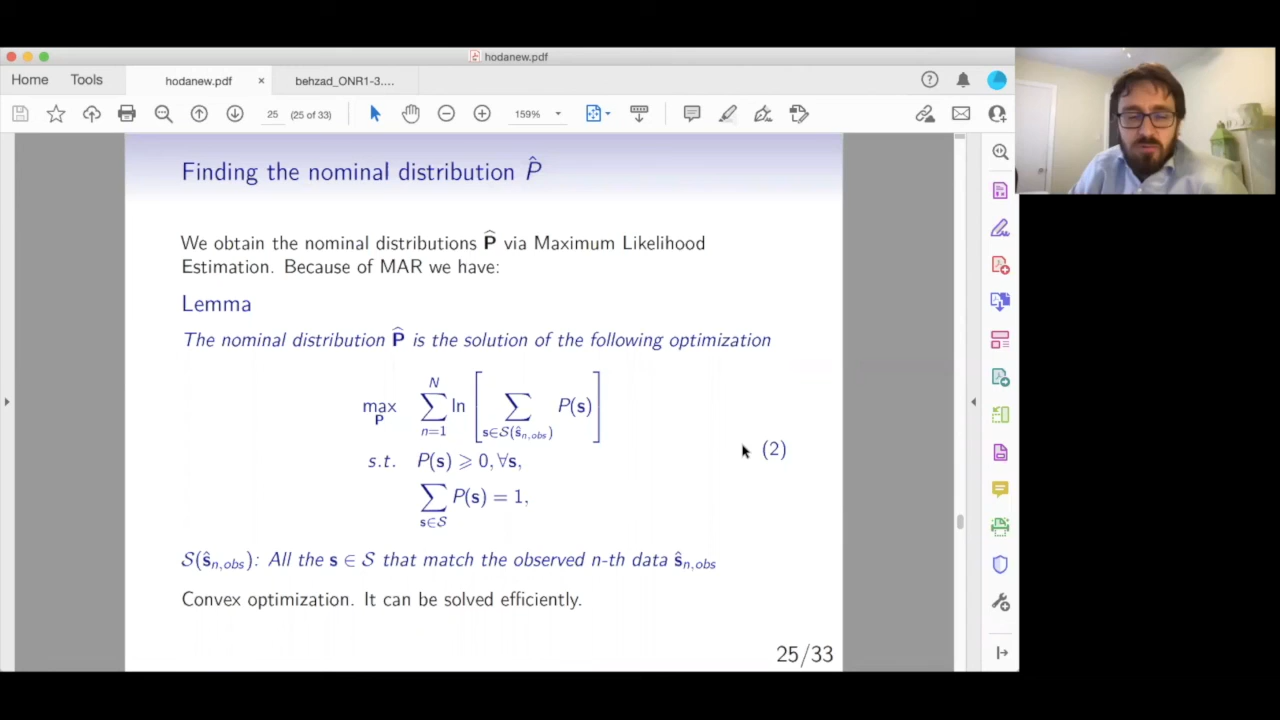 hodanew.pdf
Home
Tools
hodanew.pdf ×
behzad_ONR1-3....
25 (25 of 33)
159%
Finding the nominal distribution P̂
We obtain the nominal distributions P̂ via Maximum Likelihood
Estimation. Because of MAR we have:
Lemma
The nominal distribution P̂ is the solution of the following optimization
max_P ∑_{n=1}^{N} ln [ ∑_{s∈S(ŝ_{n,obs})} P(s) ]
s.t. P(s) ⩾ 0, ∀s,
(2)
∑_{s∈S} P(s) = 1,
S(ŝ_{n,obs}): All the s ∈ S that match the observed n-th data ŝ_{n,obs}
Convex optimization. It can be solved efficiently.
25/33